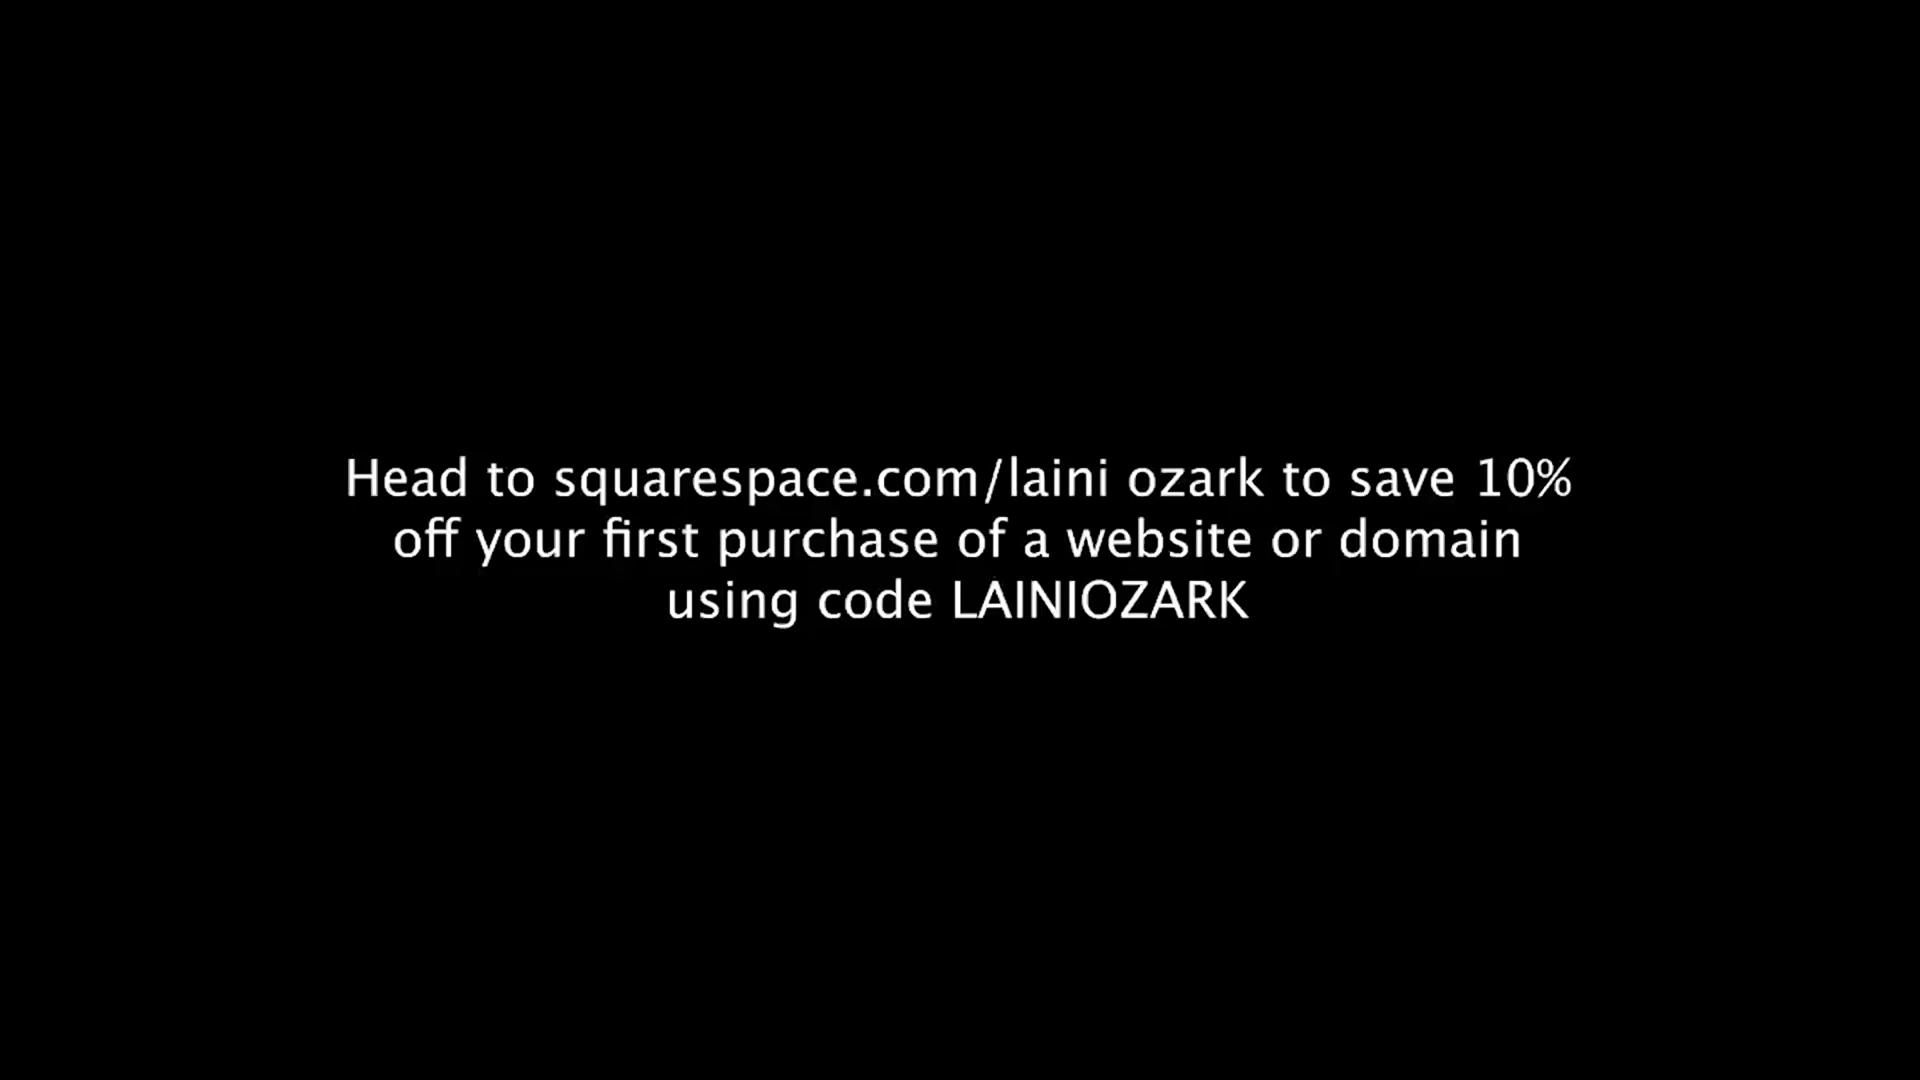 Head to squarespace.com/laini ozark to save 10%
off your first purchase of a website or domain
using code LAINIOZARK